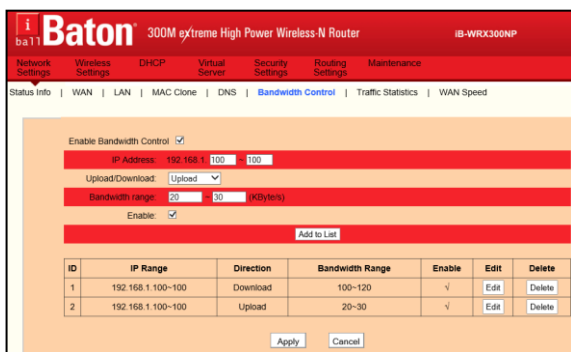 i
ball Baton 300M extreme High Power Wireless-N Router iB-WRX300NP
Network Settings Wireless Settings DHCP Virtual Server Security Settings Routing Settings Maintenance
Status Info | WAN | LAN | MAC Clone | DNS | Bandwidth Control | Traffic Statistics | WAN Speed
Enable Bandwidth Control
IP Address: 192.168.1. 100 ~ 100
Upload/Download: Upload
Bandwidth range: 20 ~ 30 (KByte/s)
Enable:
Add to List
ID IP Range Direction Bandwidth Range Enable Edit Delete
1 192.168.1.100~100 Download 100~120 √ Edit Delete
2 192.168.1.100~100 Upload 20~30 √ Edit Delete
Apply Cancel